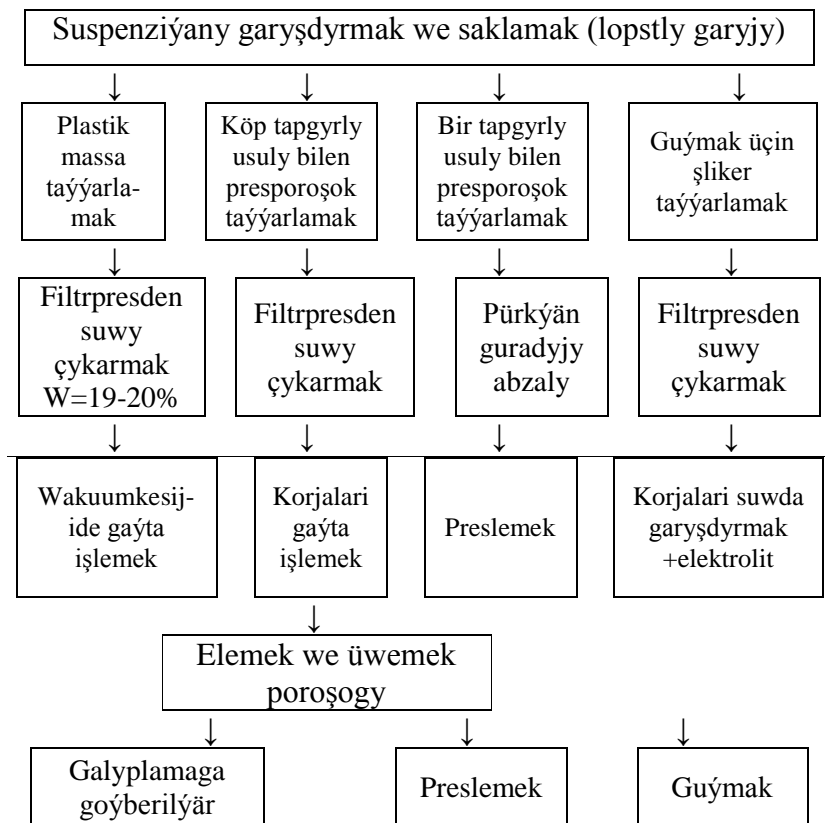 Suspenziýany garyşdyrmak we saklamak (lopstly garyjy)
Plastik
massa
taýýarla-
mak
Köp tapgyrly
usuly bilen
presporoşok
taýýarlamak
Bir tapgyrly
usuly bilen
presporoşok
taýýarlamak
Guýmak üçin
şliker
taýýarlamak
Filtrpresden
suwy
çykarmak
W=19-20%
Filtrpresden
suwy
çykarmak
Pürkýän
guradyjy
abzaly
Filtrpresden
suwy
çykarmak
Wakuumkesij-
ide gaýta
işlemek
Korjalari
gaýta
işlemek
Preslemek
Korjalari suwda
garyşdyrmak
+elektrolit
Elemek we üwemek
poroşogy
Galyplamaga
goýberilýär
Preslemek
Guýmak